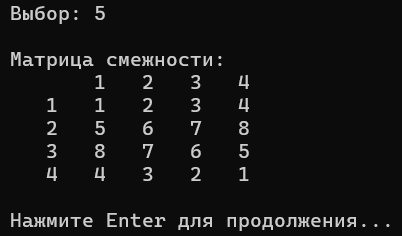 Выбор: 5
Матрица смежности:
1 2 3 4
1 1 2 3 4
2 5 6 7 8
3 8 7 6 5
4 4 3 2 1
Нажмите Enter для продолжения...